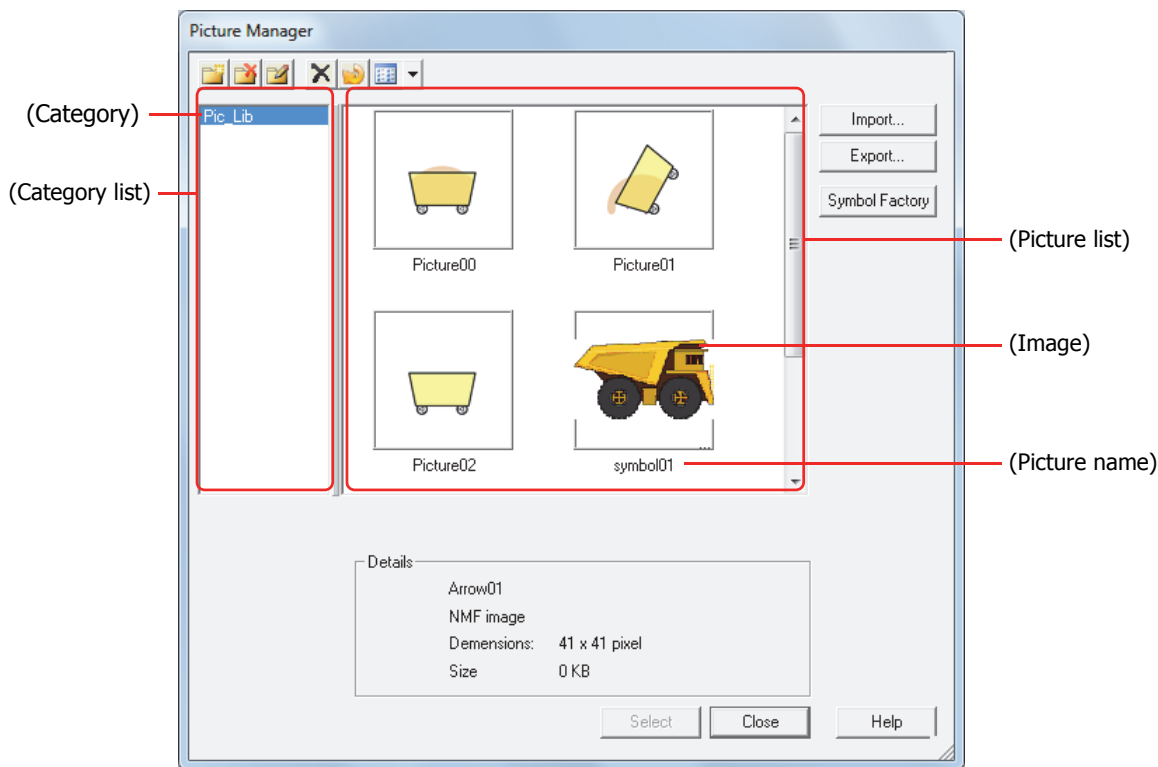 Picture Manager
(Category)
Pic_Lib
Import...
Export...
(Category list)
Symbol Factory
(Picture list)
Picture00 Picture01
(Image)
...
Picture02 symbol01
(Picture name)
Details
Arrow01
NMF image
Demensions: 41 x 41 pixel
Size 0 KB
Select Close Help